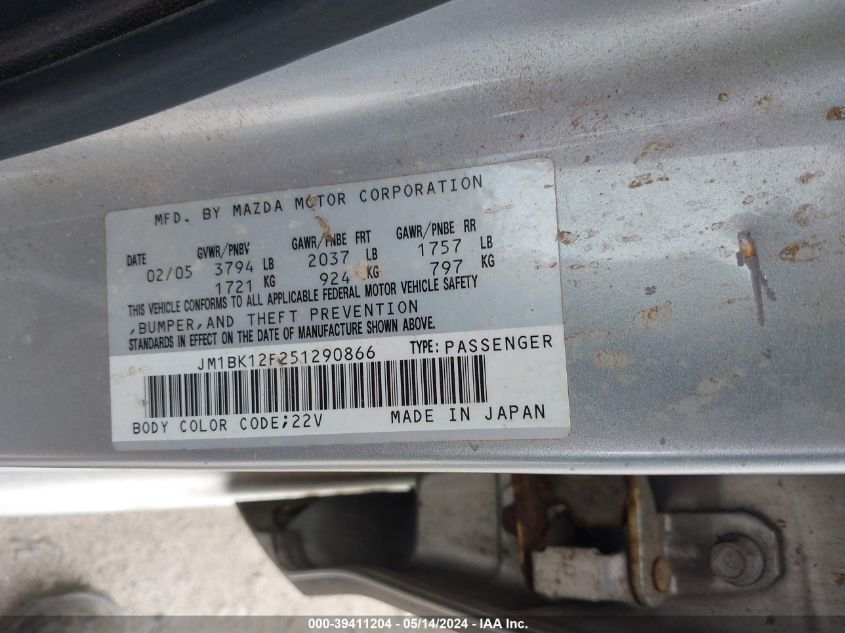 MFD. BY MAZDA MOTOR CORPORATION
DATE GVWR/PNBV GAWR/PNBE FRT GAWR/PNBE RR
02/05 3794 LB 2037 LB 1757 LB
1721 KG 924 KG 797 KG
THIS VEHICLE CONFORMS TO ALL APPLICABLE FEDERAL MOTOR VEHICLE SAFETY
,BUMPER,AND THEFT PREVENTION
STANDARDS IN EFFECT ON THE DATE OF MANUFACTURE SHOWN ABOVE.
JM1BK12F251290866 TYPE: PASSENGER
BODY COLOR CODE;22V MADE IN JAPAN
000-39411204 - 05/14/2024 - IAA Inc.